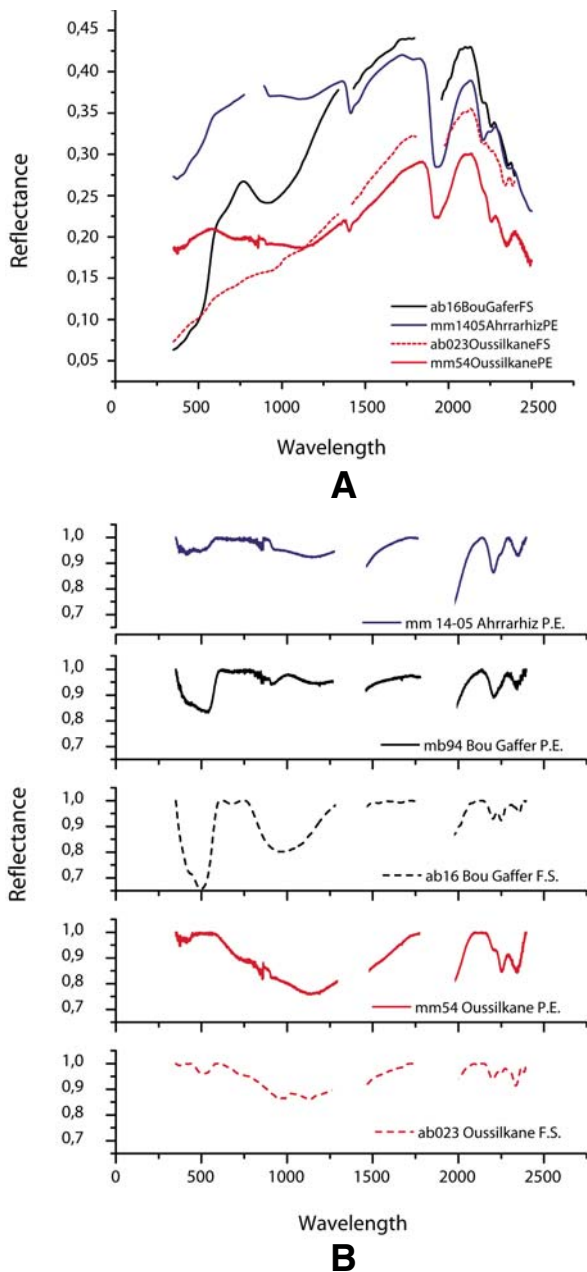 0,45
0,40
0,35
0,30
0,25
0,20
0,15
0,10
0,05
Reflectance
ab16BouGaferFS
mm1405AhrrarhizPE
ab023OussilkaneFS
mm54OussilkanePE
0 500 1000 1500 2000 2500
Wavelength
A
1,0
0,9
0,8
0,7
mm 14-05 Ahrrarhiz P.E.
1,0
0,9
0,8
0,7
mb94 Bou Gaffer P.E.
1,0
0,9
0,8
0,7
ab16 Bou Gaffer F.S.
Reflectance
1,0
0,9
0,8
0,7
mm54 Oussilkane P.E.
1,0
0,9
0,8
0,7
ab023 Oussilkane F.S.
0 500 1000 1500 2000 2500
Wavelength
B